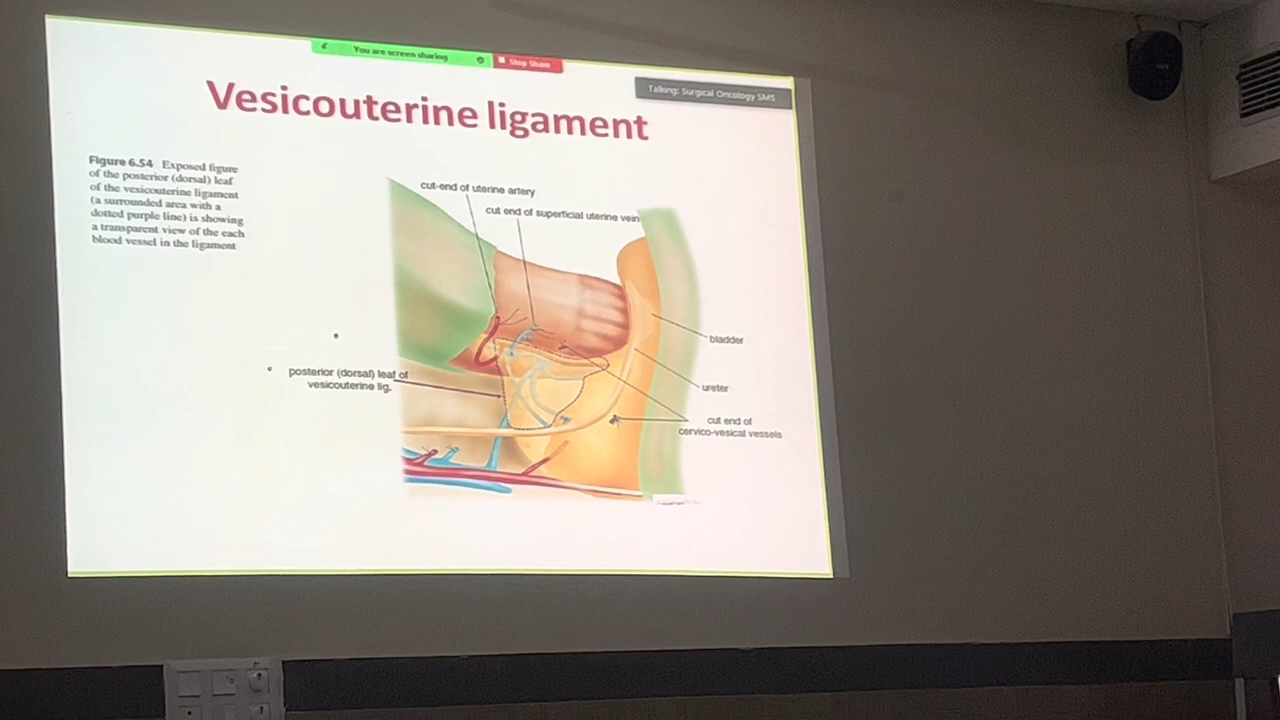 You are screen sharing
Stop Share
Talking: Surgical Oncology SMS
Vesicouterine ligament
Figure 6.54 Exposed figure
of the posterior (dorsal) leaf
of the vesicouterine ligament
(a surrounded area with a
dotted purple line) is showing
a transparent view of the each
blood vessel in the ligament
cut-end of uterine artery
cut end of superficial uterine vein
bladder
posterior (dorsal) leaf of
vesicouterine lig.
ureter
cut end of
cervico-vesical vessels